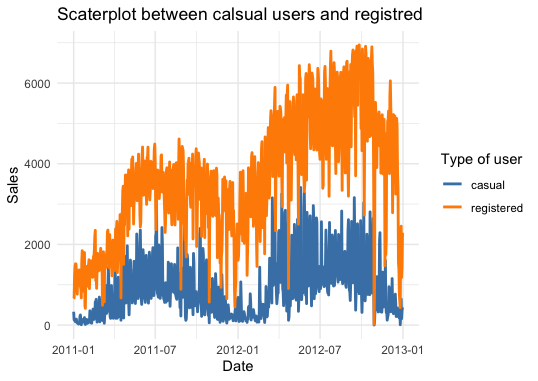 Scaterplot between calsual users and registred
Sales
6000
4000
2000
0
2011-01
2011-07
2012-01
2012-07
2013-01
Date
Type of user
casual
registered